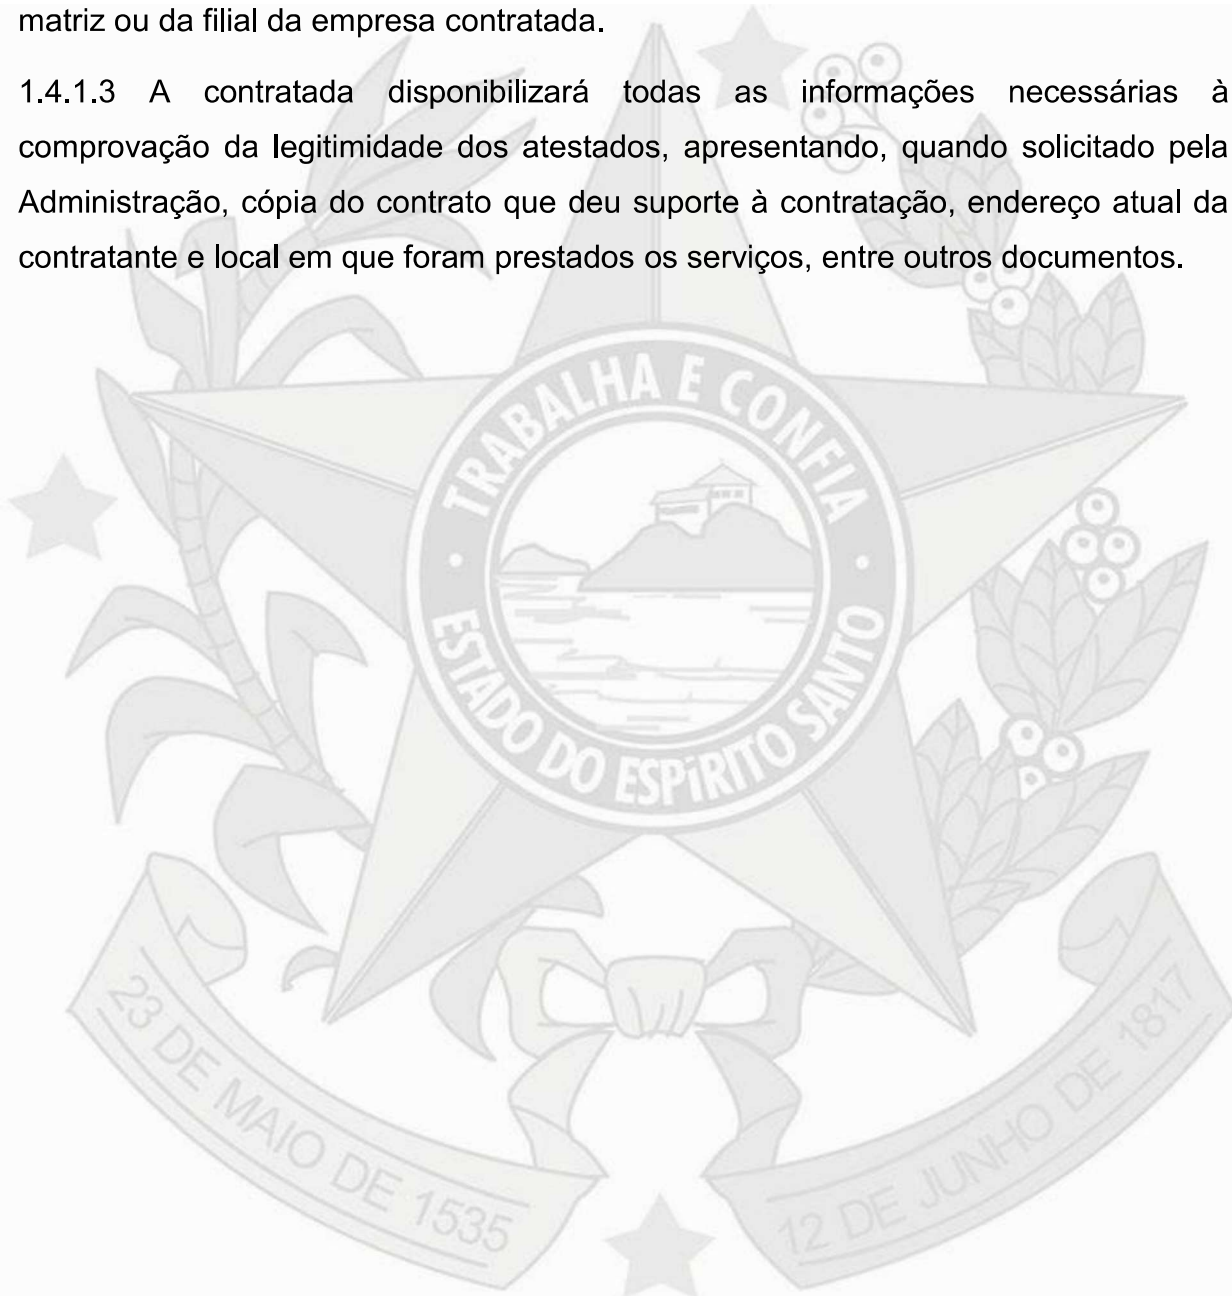 matriz ou da filial da empresa contratada.
1.4.1.3 A contratada disponibilizará todas as informações necessárias à
comprovação da legitimidade dos atestados, apresentando, quando solicitado pela
Administração, cópia do contrato que deu suporte à contratação, endereço atual da
contratante e local em que foram prestados os serviços, entre outros documentos.
TRABALHA E CONFIA
ESTADO DO ESPÍRITO SANTO
23 DE MAIO DE 1535
12 DE JUNHO DE 1817